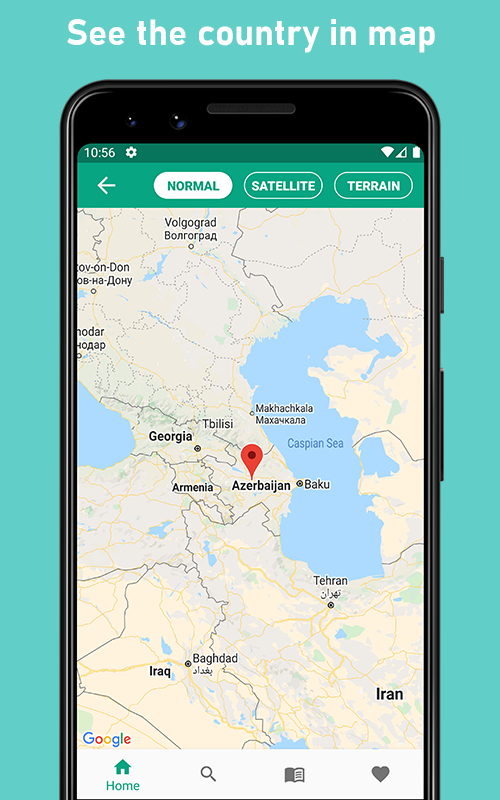 See the country in map
10:56
NORMAL
SATELLITE
TERRAIN
Volgograd
Волгоград
tov-on-Don
ов-на-Дону
nodar
нодар
Makhachkala
Махачкала
Tbilisi
Georgia
Caspian Sea
Armenia
Azerbaijan
Baku
Tehran
تهران
Baghdad
بغداد
Iraq
Iran
Google
Home